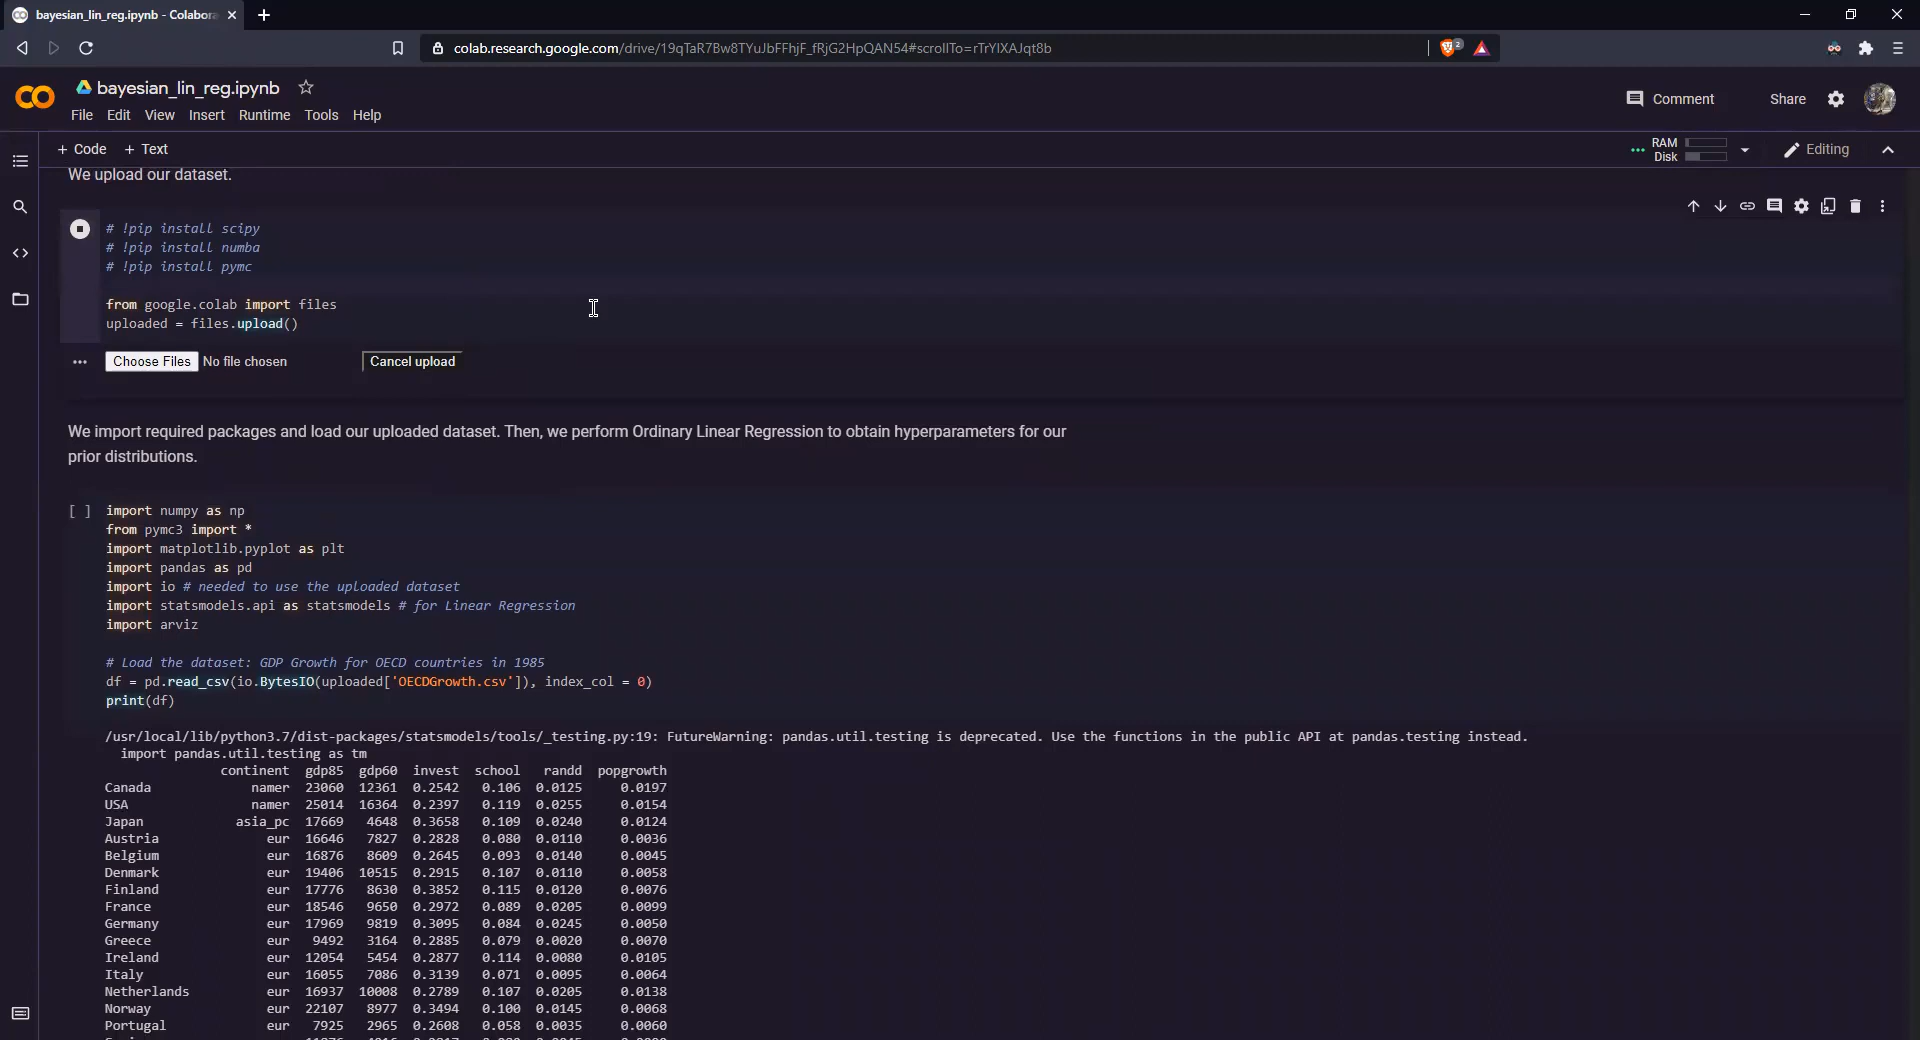 bayesian_lin_reg.ipynb - Colabora
colab.research.google.com/drive/19qTaR7Bw8TYuJbFFhjF_fRjG2HpQAN54#scrollTo=rTrYlXAJqt8b
2
bayesian_lin_reg.ipynb
File Edit View Insert Runtime Tools Help
Comment Share
+ Code + Text
RAM
Disk
Editing
We upload our dataset.
# !pip install scipy
# !pip install numba
# !pip install pymc
from google.colab import files
uploaded = files.upload()
Choose Files No file chosen Cancel upload
We import required packages and load our uploaded dataset. Then, we perform Ordinary Linear Regression to obtain hyperparameters for our
prior distributions.
[ ] import numpy as np
from pymc3 import *
import matplotlib.pyplot as plt
import pandas as pd
import io # needed to use the uploaded dataset
import statsmodels.api as statsmodels # for Linear Regression
import arviz
# Load the dataset: GDP Growth for OECD countries in 1985
df = pd.read_csv(io.BytesIO(uploaded['OECDGrowth.csv']), index_col = 0)
print(df)
/usr/local/lib/python3.7/dist-packages/statsmodels/tools/_testing.py:19: FutureWarning: pandas.util.testing is deprecated. Use the functions in the public API at pandas.testing instead.
import pandas.util.testing as tm
continent gdp85 gdp60 invest school randd popgrowth
Canada namer 23060 12361 0.2542 0.106 0.0125 0.0197
USA namer 25014 16364 0.2397 0.119 0.0255 0.0154
Japan asia_pc 17669 4648 0.3658 0.109 0.0240 0.0124
Austria eur 16646 7827 0.2828 0.080 0.0110 0.0036
Belgium eur 16876 8609 0.2645 0.093 0.0140 0.0045
Denmark eur 19406 10515 0.2915 0.107 0.0110 0.0058
Finland eur 17776 8630 0.3852 0.115 0.0120 0.0076
France eur 18546 9650 0.2972 0.089 0.0205 0.0099
Germany eur 17969 9819 0.3095 0.084 0.0245 0.0050
Greece eur 9492 3164 0.2885 0.079 0.0020 0.0070
Ireland eur 12054 5454 0.2877 0.114 0.0080 0.0105
Italy eur 16055 7086 0.3139 0.071 0.0095 0.0064
Netherlands eur 16937 10008 0.2789 0.107 0.0205 0.0138
Norway eur 22107 8977 0.3494 0.100 0.0145 0.0068
Portugal eur 7925 2965 0.2608 0.058 0.0035 0.0060